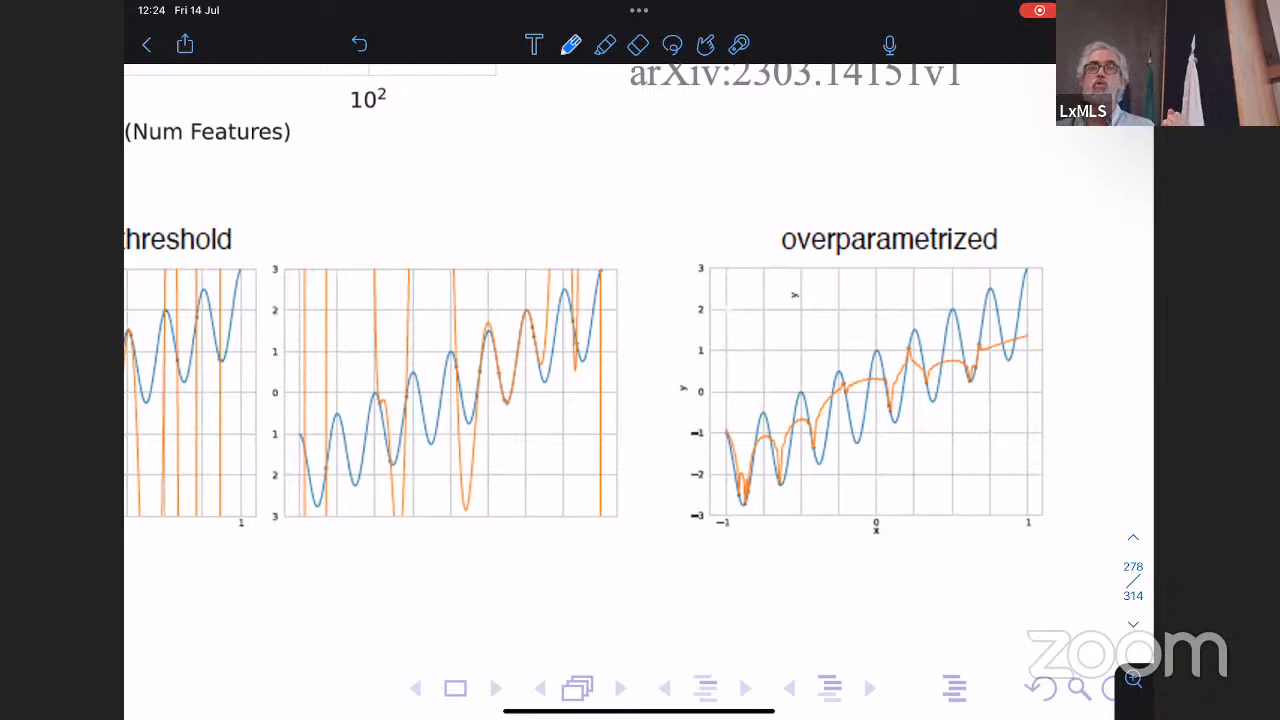 12:24 Fri 14 Jul
arXiv:2303.14151v1
LxMLS
10²
(Num Features)
threshold
overparametrized
3
2
1
0
1
2
3
1
3
2
1
0
−1
−2
−3
y
y
−1
0
1
x
278
314
zoom